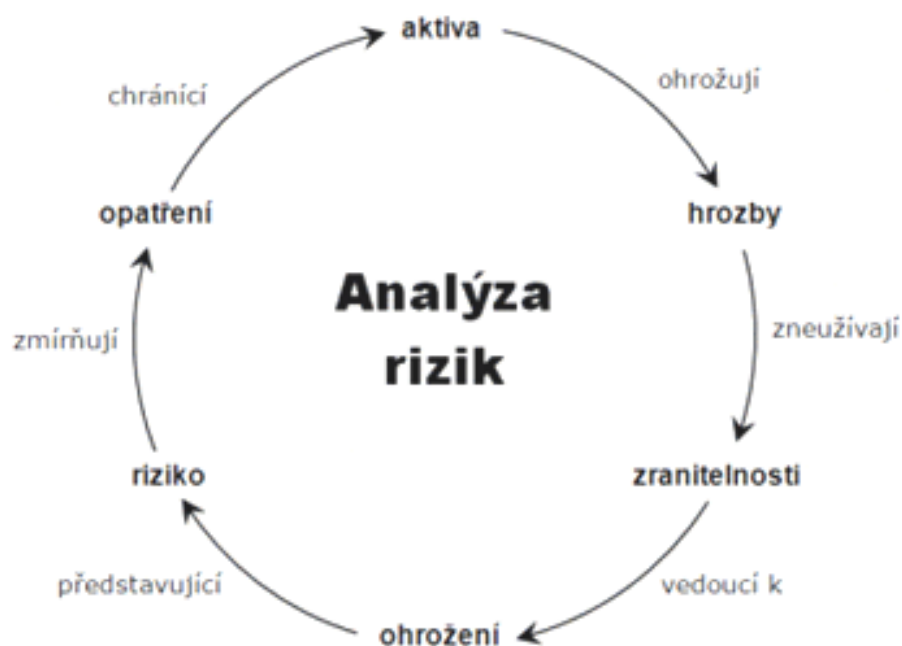 aktiva
ohrožují
hrozby
zneužívají
zranitelnosti
vedoucí k
ohrožení
představující
riziko
zmírňují
opatření
chránící
Analýza
rizik